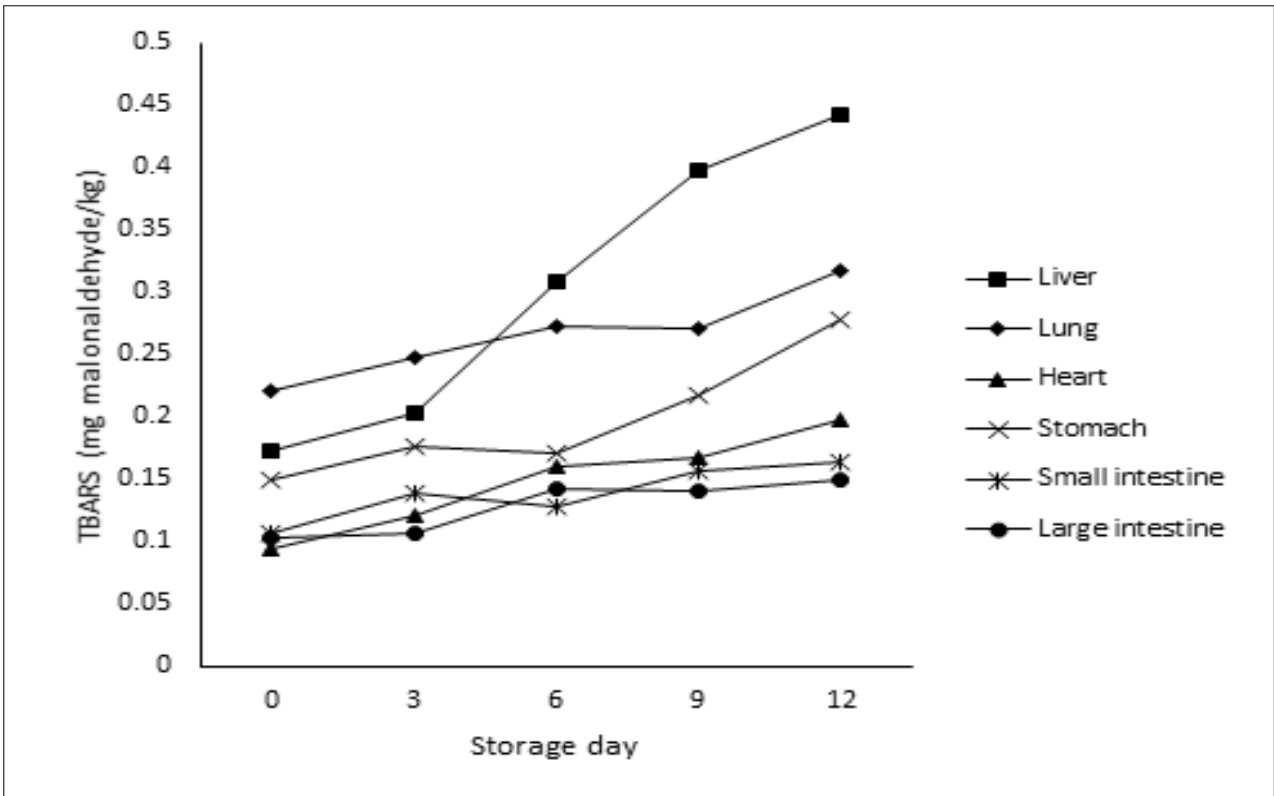 0.5
0.45
0.4
0.35
0.3
0.25
0.2
0.15
0.1
0.05
0
TBARS (mg malonaldehyde/kg)
0 3 6 9 12
Storage day
Liver
Lung
Heart
Stomach
Small intestine
Large intestine